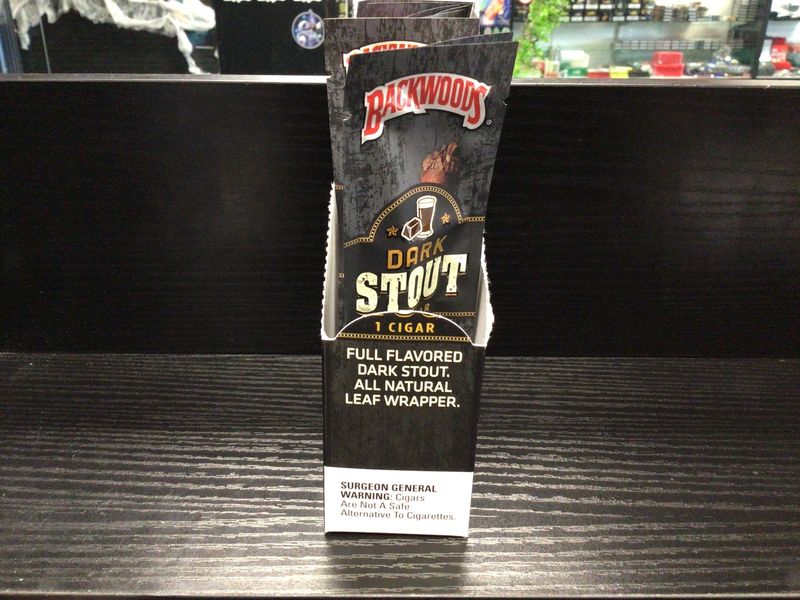 BACKWOODS
DARK
STOUT
1 CIGAR
FULL FLAVORED
DARK STOUT.
ALL NATURAL
LEAF WRAPPER.
SURGEON GENERAL
WARNING: Cigars
Are Not A Safe
Alternative To Cigarettes.